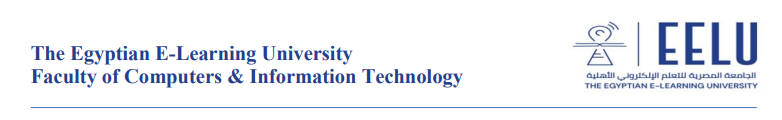 The Egyptian E-Learning University
Faculty of Computers & Information Technology
EELU
الجامعة المصرية للتعلم الإلكتروني الأهلية
THE EGYPTIAN E-LEARNING UNIVERSITY